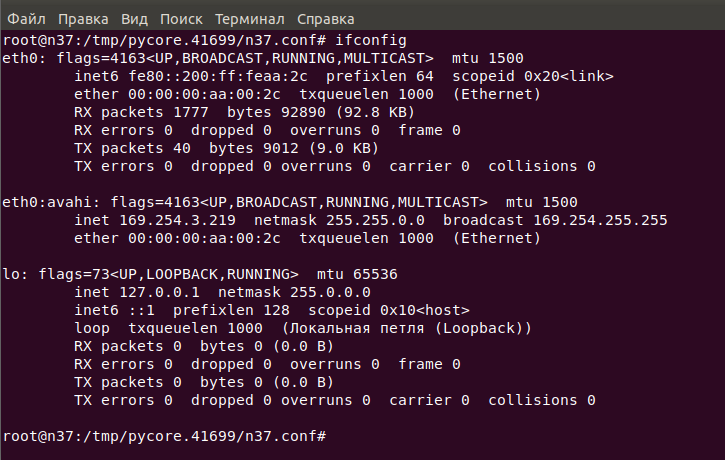 Файл Правка Вид Поиск Терминал Справка
root@n37:/tmp/pycore.41699/n37.conf# ifconfig
eth0: flags=4163<UP,BROADCAST,RUNNING,MULTICAST>  mtu 1500
        inet6 fe80::200:ff:feaa:2c  prefixlen 64  scopeid 0x20<link>
        ether 00:00:00:aa:00:2c  txqueuelen 1000  (Ethernet)
        RX packets 1777  bytes 92890 (92.8 KB)
        RX errors 0  dropped 0  overruns 0  frame 0
        TX packets 40  bytes 9012 (9.0 KB)
        TX errors 0  dropped 0 overruns 0  carrier 0  collisions 0

eth0:avahi: flags=4163<UP,BROADCAST,RUNNING,MULTICAST>  mtu 1500
        inet 169.254.3.219  netmask 255.255.0.0  broadcast 169.254.255.255
        ether 00:00:00:aa:00:2c  txqueuelen 1000  (Ethernet)

lo: flags=73<UP,LOOPBACK,RUNNING>  mtu 65536
        inet 127.0.0.1  netmask 255.0.0.0
        inet6 ::1  prefixlen 128  scopeid 0x10<host>
        loop  txqueuelen 1000  (Локальная петля (Loopback))
        RX packets 0  bytes 0 (0.0 B)
        RX errors 0  dropped 0  overruns 0  frame 0
        TX packets 0  bytes 0 (0.0 B)
        TX errors 0  dropped 0 overruns 0  carrier 0  collisions 0

root@n37:/tmp/pycore.41699/n37.conf#